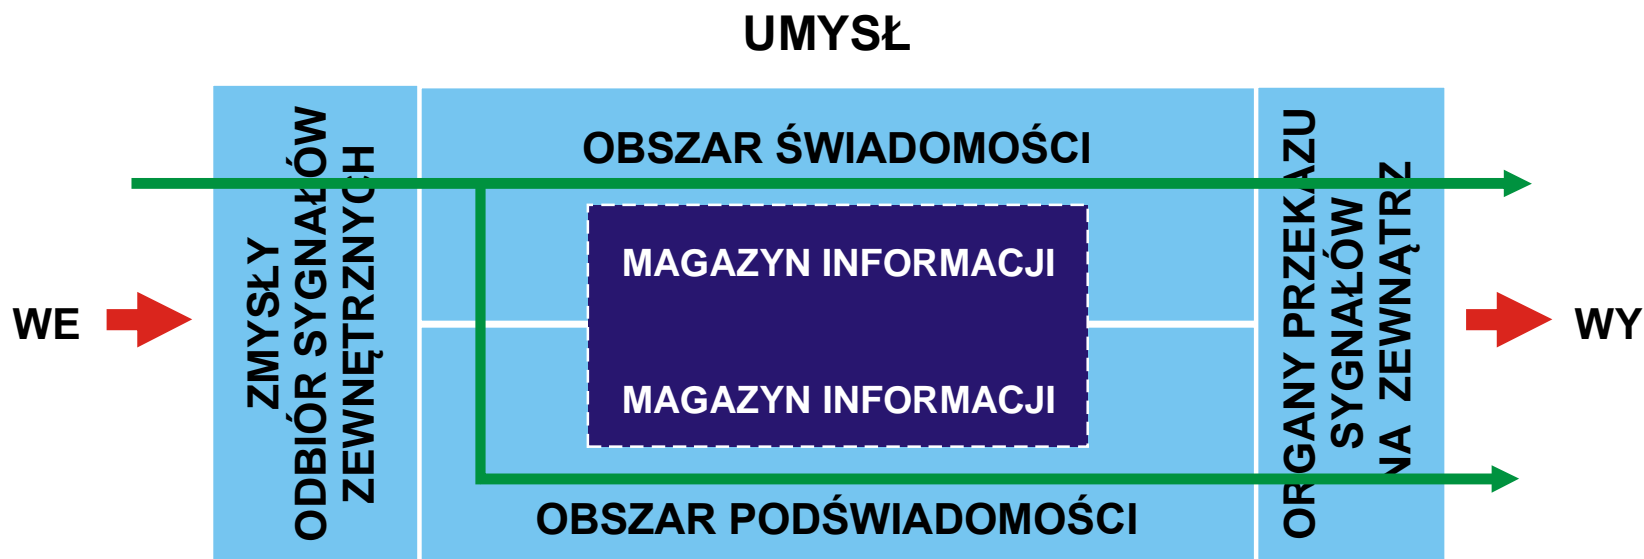 UMYSŁ
WE
ZMYSŁY
ODBIÓR SYGNAŁÓW
ZEWNĘTRZNYCH
OBSZAR ŚWIADOMOŚCI
MAGAZYN INFORMACJI
MAGAZYN INFORMACJI
OBSZAR PODŚWIADOMOŚCI
ORGANY PRZEKAZU
SYGNAŁÓW
NA ZEWNĄTRZ
WY